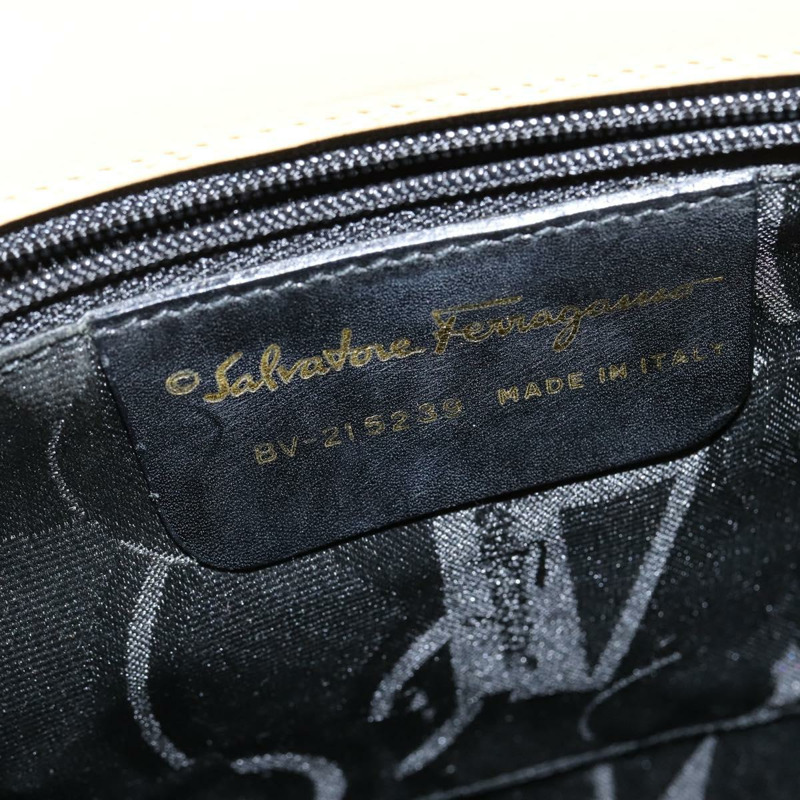 © Salvatore Ferragamo
BV-215239 MADE IN ITALY